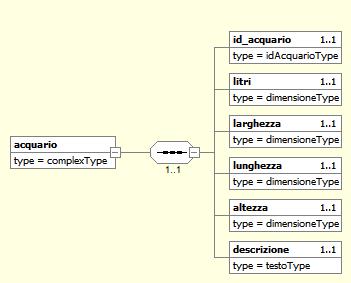 acquario
type = complexType
1..1
id_acquario 1..1
type = idAcquarioType
litri 1..1
type = dimensioneType
larghezza 1..1
type = dimensioneType
lunghezza 1..1
type = dimensioneType
altezza 1..1
type = dimensioneType
descrizione 1..1
type = testoType